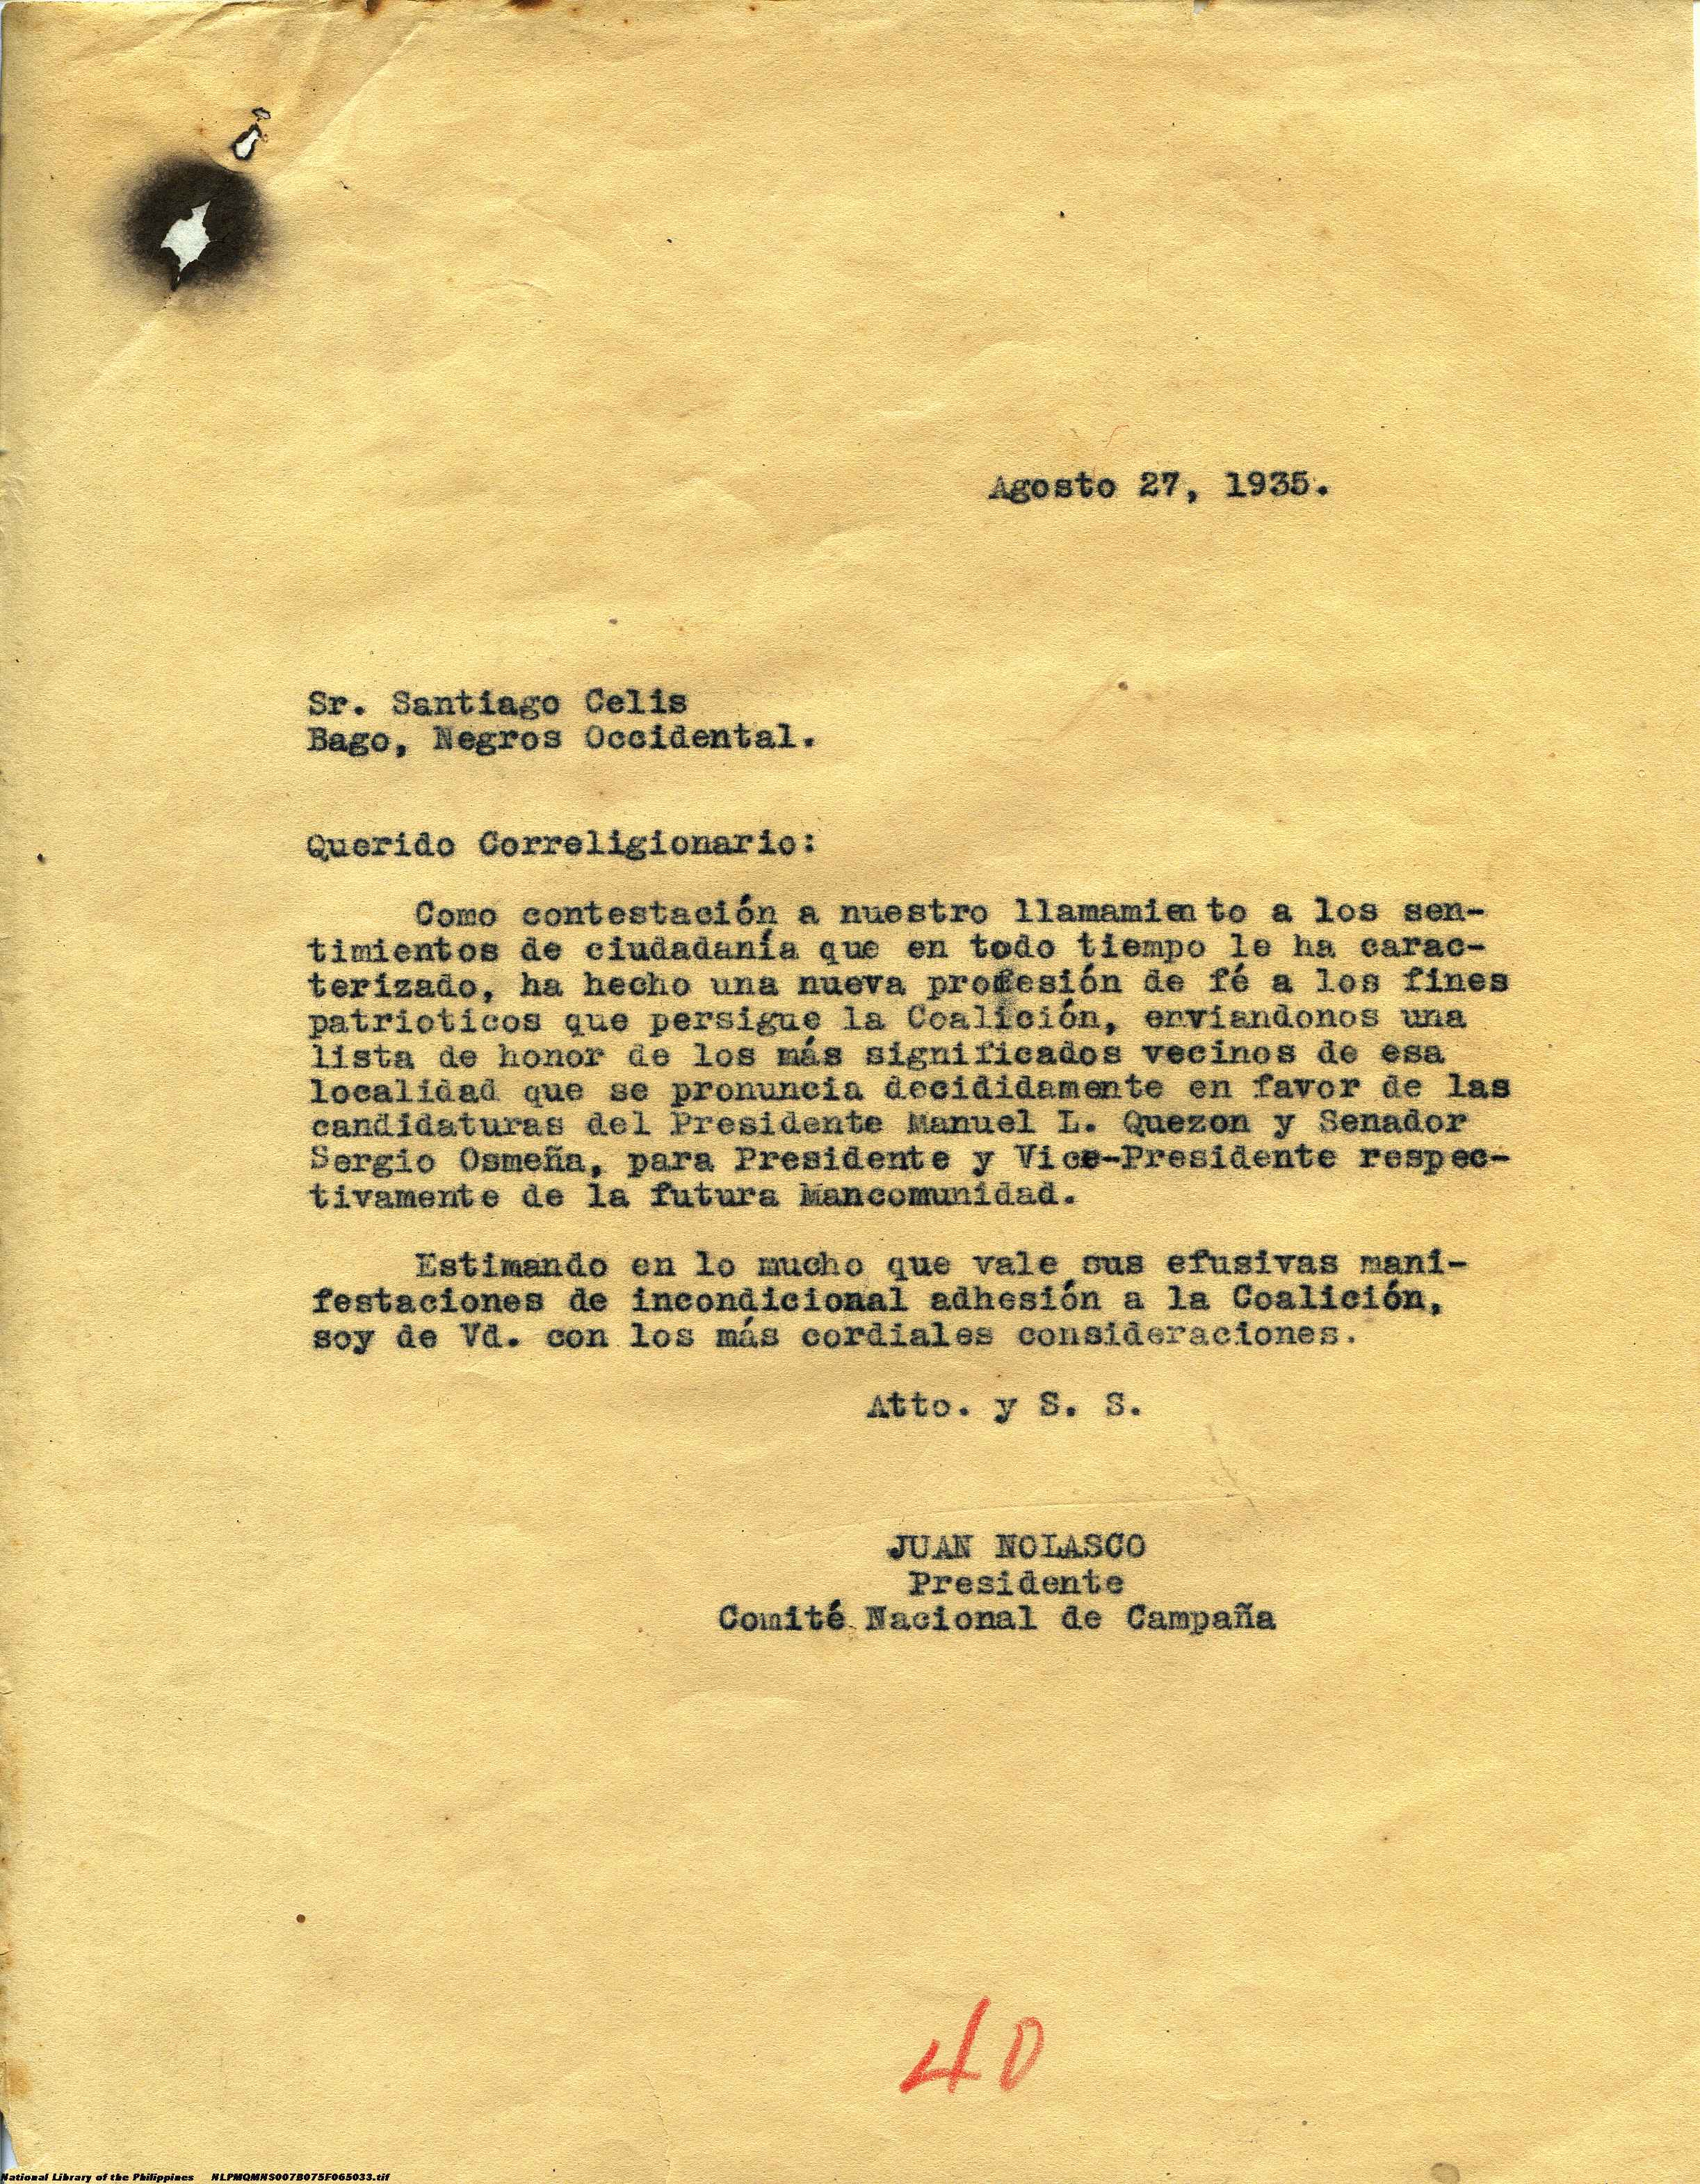 Agosto 27, 1935.
Sr. Santiago Celis
Bago, Negros Occidental.
Querido Correligionario:
Como contestación a nuestro llamamiento a los sen-
timientos de ciudadanía que en todo tiempo le ha carac-
terizado, ha hecho una nueva profesión de fé a los fines
patrioticos que persigue la Coalición, enviandonos una
lista de honor de los más significados vecinos de esa
localidad que se pronuncia decididamente en favor de las
candidaturas del Presidente Manuel L. Quezon y Senador
Sergio Osmeña, para Presidente y Vice-Presidente respec-
tivamente de la futura Mancomunidad.
Estimando en lo mucho que vale sus efusivas mani-
festaciones de incondicional adhesión a la Coalición,
soy de Vd. con los más cordiales consideraciones.
Atto. y S. S.
JUAN NOLASCO
Presidente
Comité Nacional de Campaña
40
National Library of the Philippines NLPMQMNS007B075F065033.tif